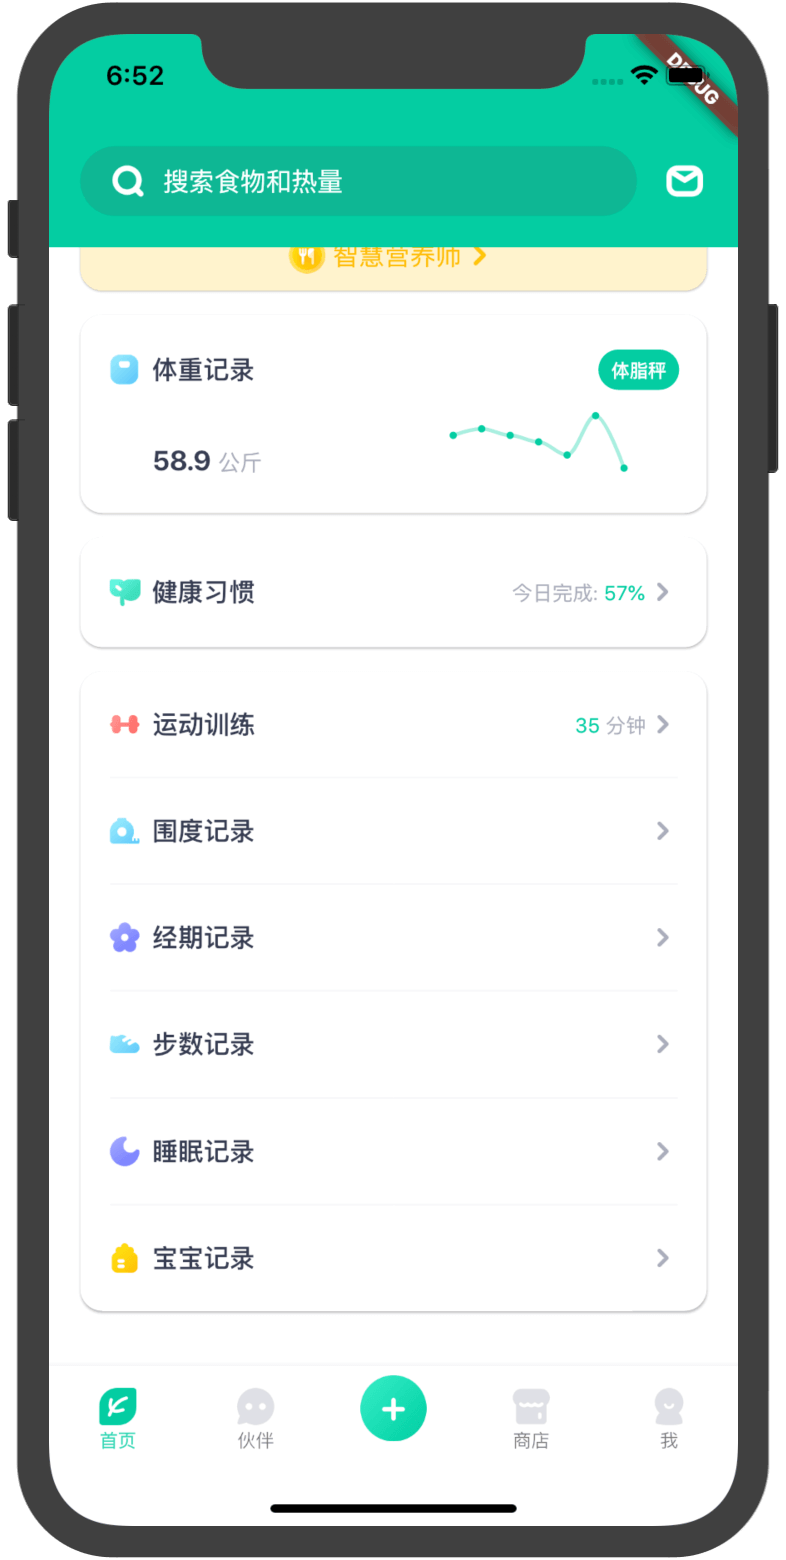 6:52
DEBUG
搜索食物和热量
智慧营养师
体重记录
体脂秤
58.9 公斤
健康习惯
今日完成: 57%
运动训练
35 分钟
围度记录
经期记录
步数记录
睡眠记录
宝宝记录
首页
伙伴
商店
我